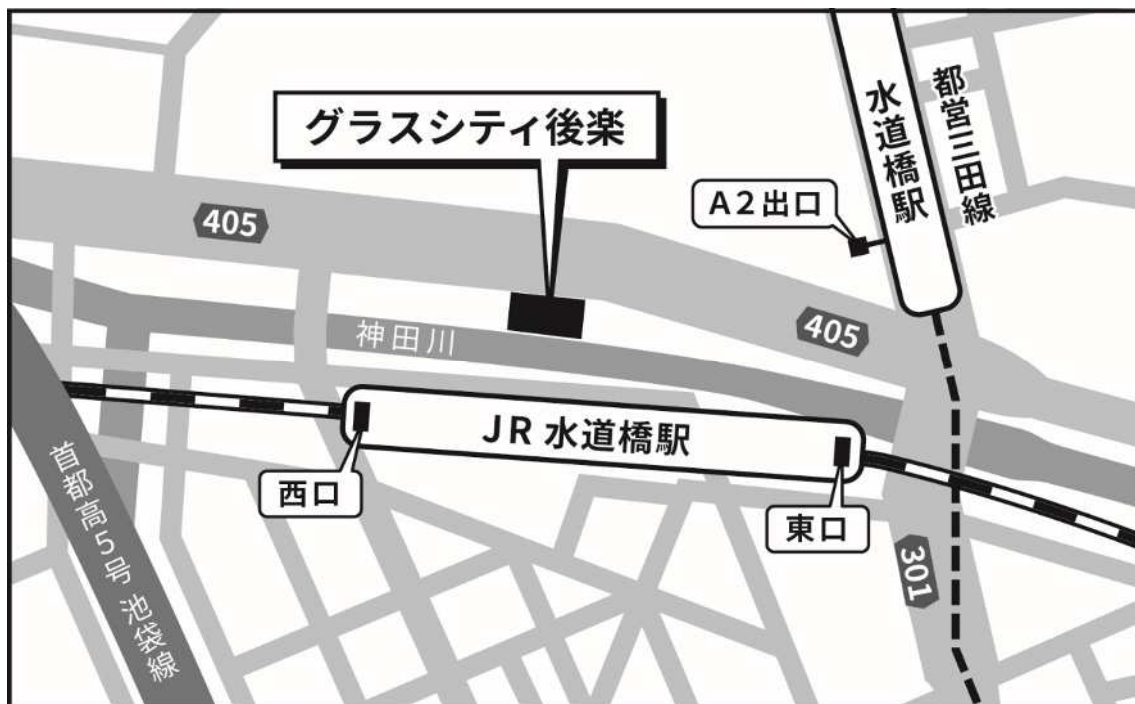 グラスシティ後楽
水道橋駅
都営三田線
A2出口
405
405
神田川
JR 水道橋駅
西口
東口
首都高5号 池袋線
301